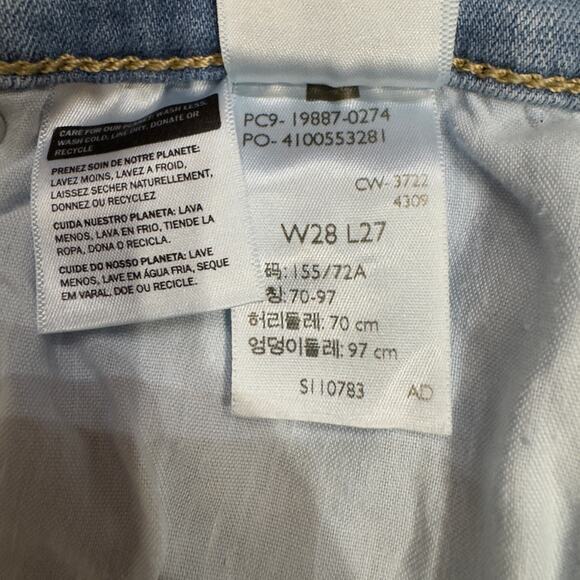 CARE FOR OUR PLANET: WASH LESS,
WASH COLD, LINE DRY, DONATE OR
RECYCLE
PRENEZ SOIN DE NOTRE PLANETE:
LAVEZ MOINS, LAVEZ A FROID,
LAISSEZ SECHER NATURELLEMENT,
DONNEZ OU RECYCLEZ
CUIDA NUESTRO PLANETA: LAVA
MENOS, LAVA EN FRIO, TIENDE LA
ROPA, DONA O RECICLA.
CUIDE DO NOSSO PLANETA: LAVE
MENOS, LAVE EM ÁGUA FRIA, SEQUE
EM VARAL, DOE OU RECICLE.
PC9- 19887-0274
PO- 4100553281
CW- 3722
4309
W28 L27
码: 155/72A
칭: 70-97
허리둘레: 70 cm
엉덩이둘레: 97 cm
S110783 AD